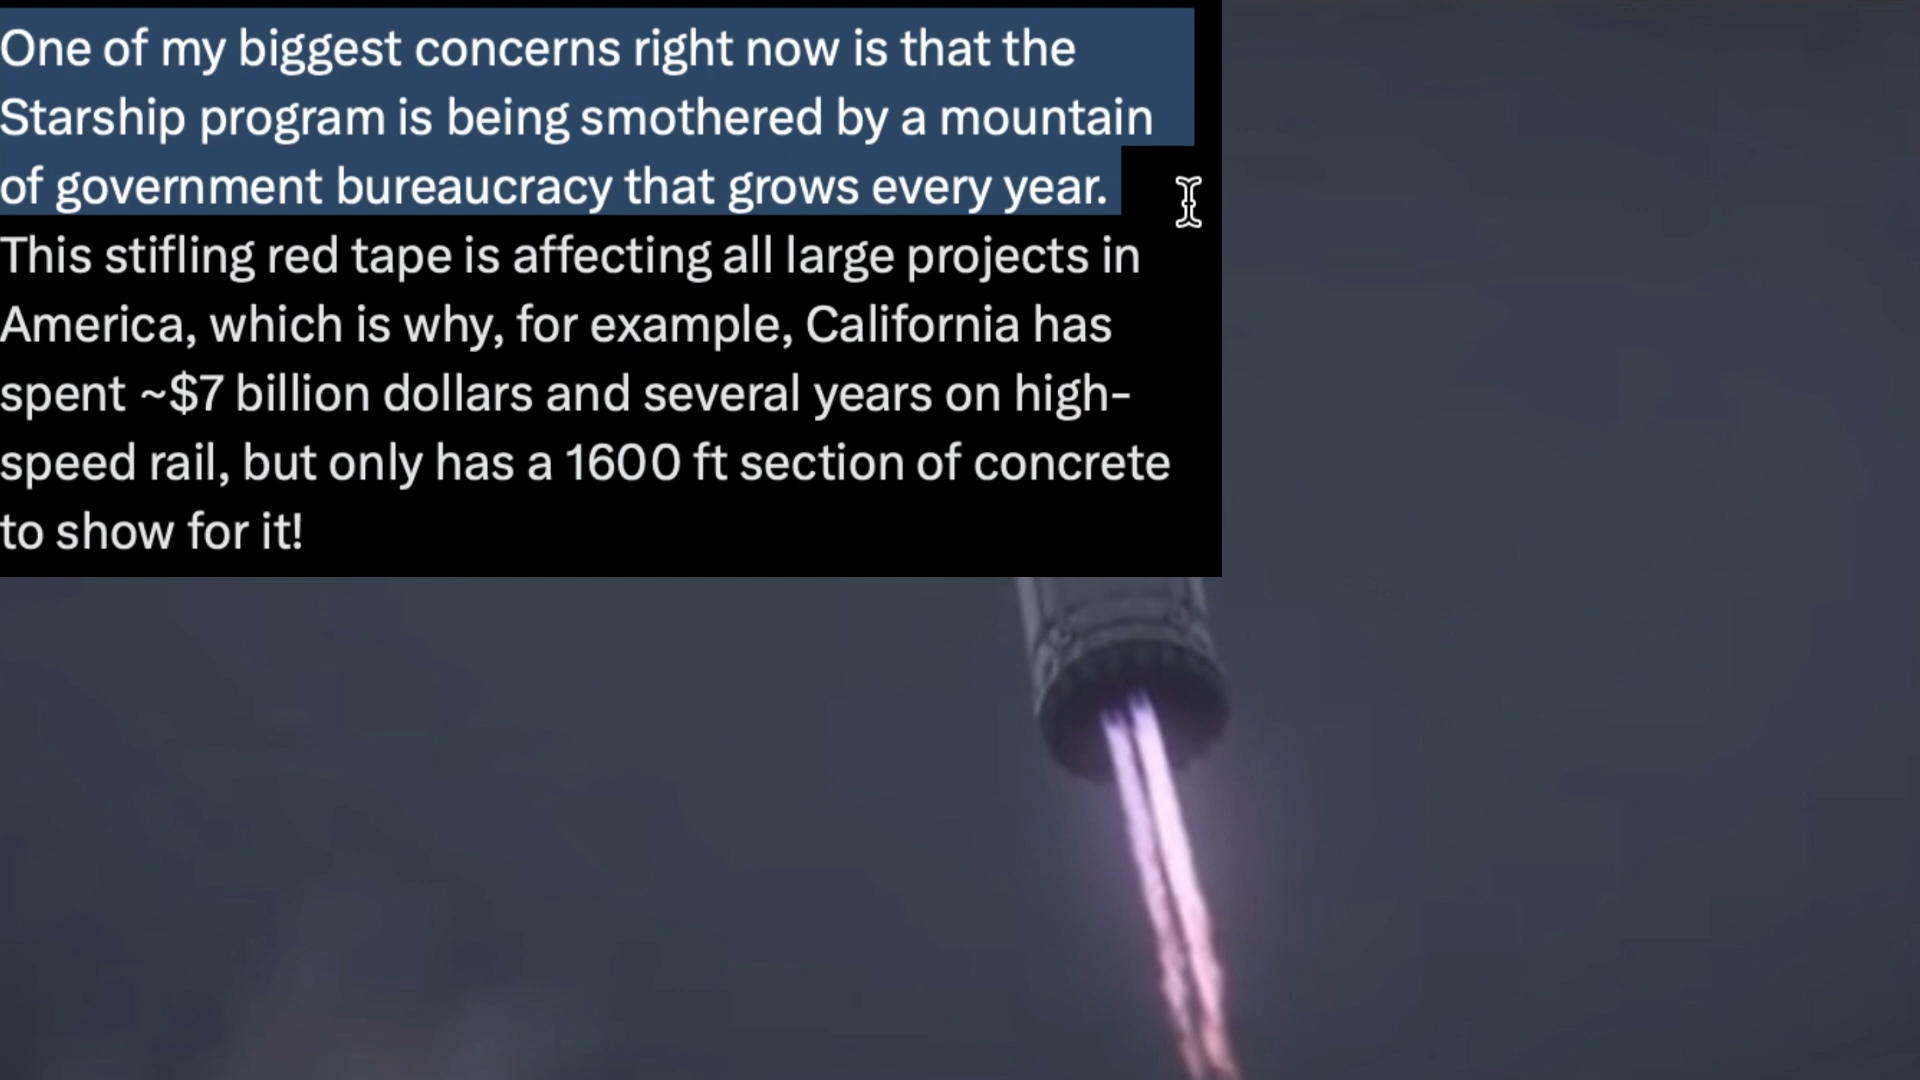 One of my biggest concerns right now is that the
Starship program is being smothered by a mountain
of government bureaucracy that grows every year.
This stifling red tape is affecting all large projects in
America, which is why, for example, California has
spent ~$7 billion dollars and several years on high-
speed rail, but only has a 1600 ft section of concrete
to show for it!